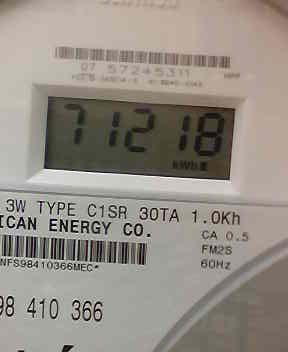 07 57245311
71218
kWh
3W TYPE C1SR 30TA 1.0Kh
ICAN ENERGY CO.
CA 0.5
FM2S
NFS98410366MEC*
60Hz
98 410 366